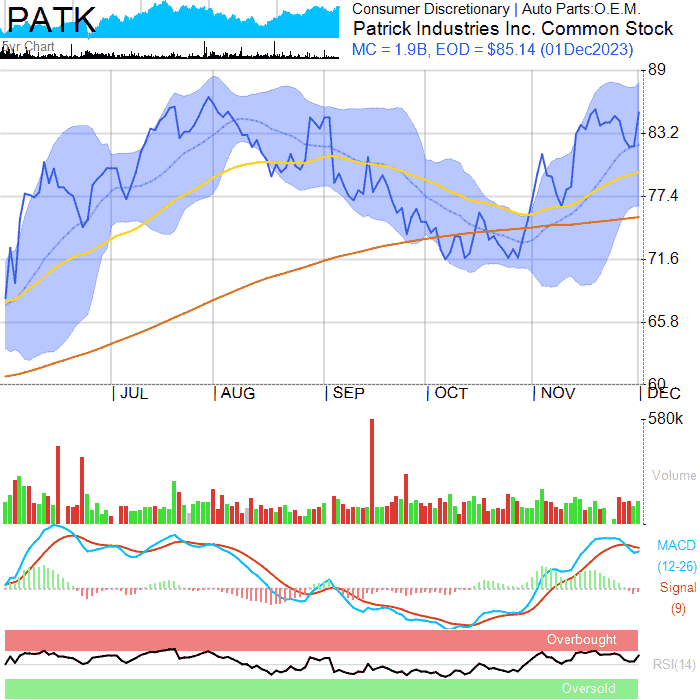 PATK
5yr Chart
Consumer Discretionary | Auto Parts:O.E.M.
Patrick Industries Inc. Common Stock
MC = 1.9B, EOD = $85.14 (01Dec2023)
89
83.2
77.4
71.6
65.8
60
JUL
AUG
SEP
OCT
NOV
DEC
580k
Volume
MACD
(12-26)
Signal
(9)
Overbought
RSI(14)
Oversold